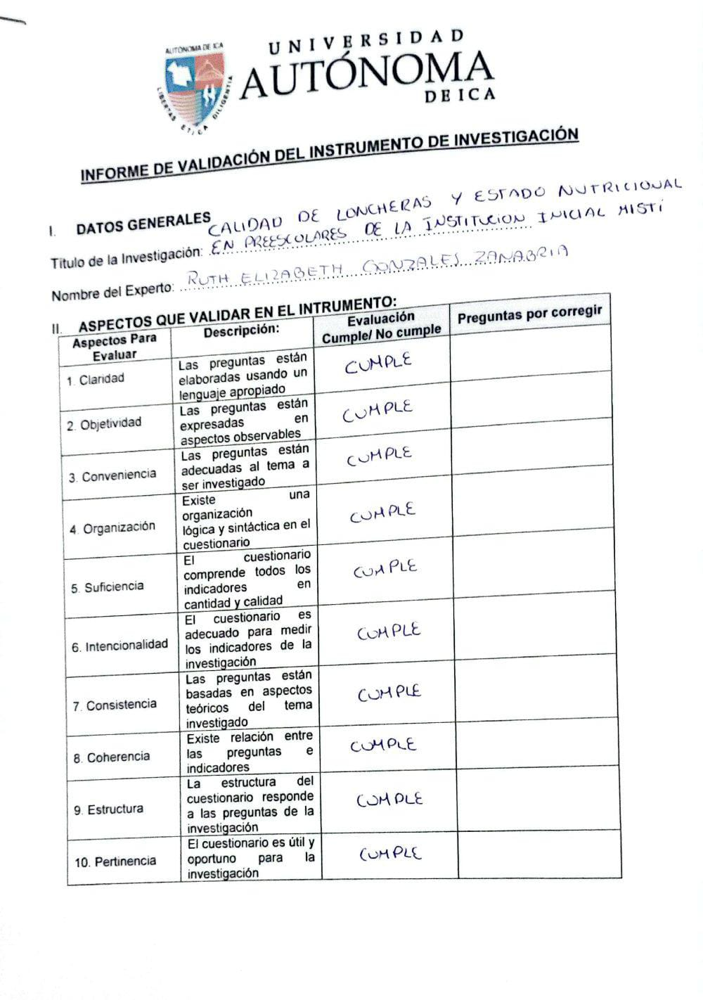 AUTÓNOMA DE ICA
LIBERTAS ETICA DILIGENTIA
UNIVERSIDAD
AUTÓNOMA
DE ICA
INFORME DE VALIDACIÓN DEL INSTRUMENTO DE INVESTIGACIÓN
I. DATOS GENERALES
CALIDAD DE LONCHERAS Y ESTADO NUTRICIONAL
Título de la Investigación: EN PREESCOLARES DE LA INSTITUCION INICIAL MISTI
Nombre del Experto: RUTH ELIZABETH GONZALES ZANABRIA
II. ASPECTOS QUE VALIDAR EN EL INTRUMENTO:
Aspectos Para
Evaluar
Descripción:
Evaluación
Cumple/ No cumple
Preguntas por corregir
1. Claridad
Las preguntas están
elaboradas usando un
lenguaje apropiado
CUMPLE
2. Objetividad
Las preguntas están
expresadas en
aspectos observables
CUMPLE
3. Conveniencia
Las preguntas están
adecuadas al tema a
ser investigado
CUMPLE
4. Organización
Existe una
organización
lógica y sintáctica en el
cuestionario
CUMPLE
5. Suficiencia
El cuestionario
comprende todos los
indicadores en
cantidad y calidad
CUMPLE
6. Intencionalidad
El cuestionario es
adecuado para medir
los indicadores de la
investigación
CUMPLE
7. Consistencia
Las preguntas están
basadas en aspectos
teóricos del tema
investigado
CUMPLE
8. Coherencia
Existe relación entre
las preguntas e
indicadores
CUMPLE
9. Estructura
La estructura del
cuestionario responde
a las preguntas de la
investigación
CUMPLE
10. Pertinencia
El cuestionario es útil y
oportuno para la
investigación
CUMPLE